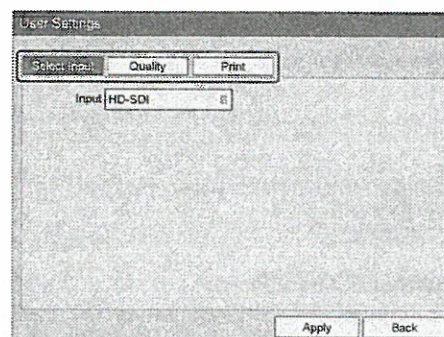 User Settings
Select Input Quality Print
Input HD-SDI
Apply Back